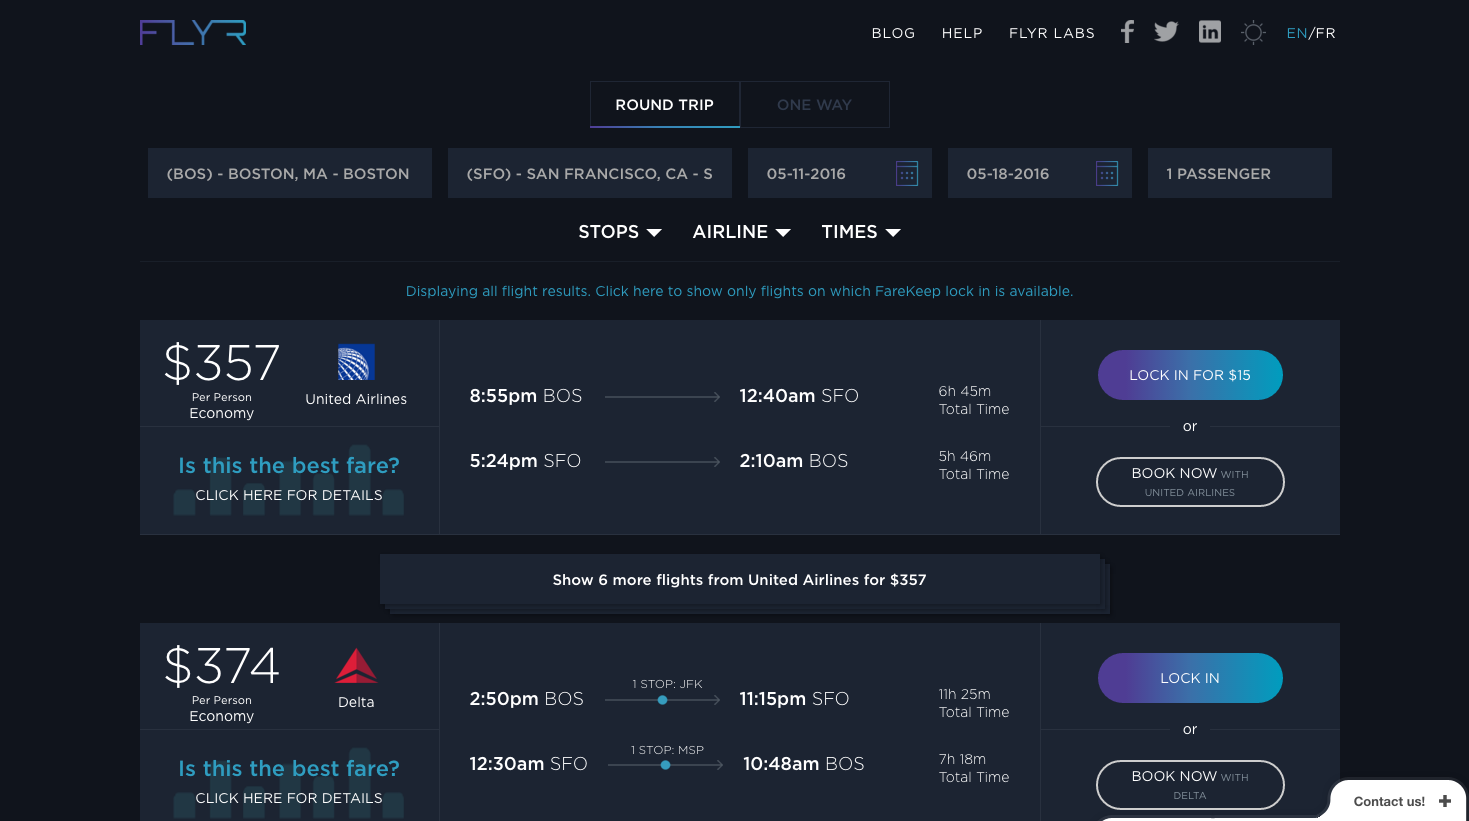 FLYR
BLOG HELP FLYR LABS EN/FR
ROUND TRIP ONE WAY
(BOS) - BOSTON, MA - BOSTON (SFO) - SAN FRANCISCO, CA - S 05-11-2016 05-18-2016 1 PASSENGER
STOPS AIRLINE TIMES
Displaying all flight results. Click here to show only flights on which FareKeep lock in is available.
$357
Per Person
Economy
United Airlines
Is this the best fare?
CLICK HERE FOR DETAILS
8:55pm BOS 12:40am SFO
6h 45m
Total Time
5:24pm SFO 2:10am BOS
5h 46m
Total Time
LOCK IN FOR $15
or
BOOK NOW WITH
UNITED AIRLINES
Show 6 more flights from United Airlines for $357
$374
Per Person
Economy
Delta
Is this the best fare?
CLICK HERE FOR DETAILS
1 STOP: JFK
2:50pm BOS 11:15pm SFO
11h 25m
Total Time
1 STOP: MSP
12:30am SFO 10:48am BOS
7h 18m
Total Time
LOCK IN
or
BOOK NOW WITH
DELTA
Contact us! +